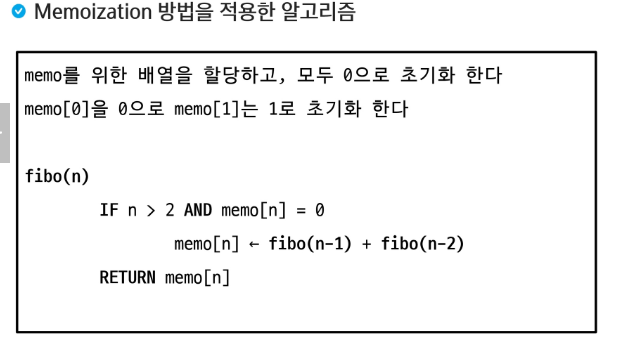 Memoization 방법을 적용한 알고리즘
memo를 위한 배열을 할당하고, 모두 0으로 초기화 한다
memo[0]을 0으로 memo[1]는 1로 초기화 한다
fibo(n)
IF n > 2 AND memo[n] = 0
memo[n] ← fibo(n-1) + fibo(n-2)
RETURN memo[n]